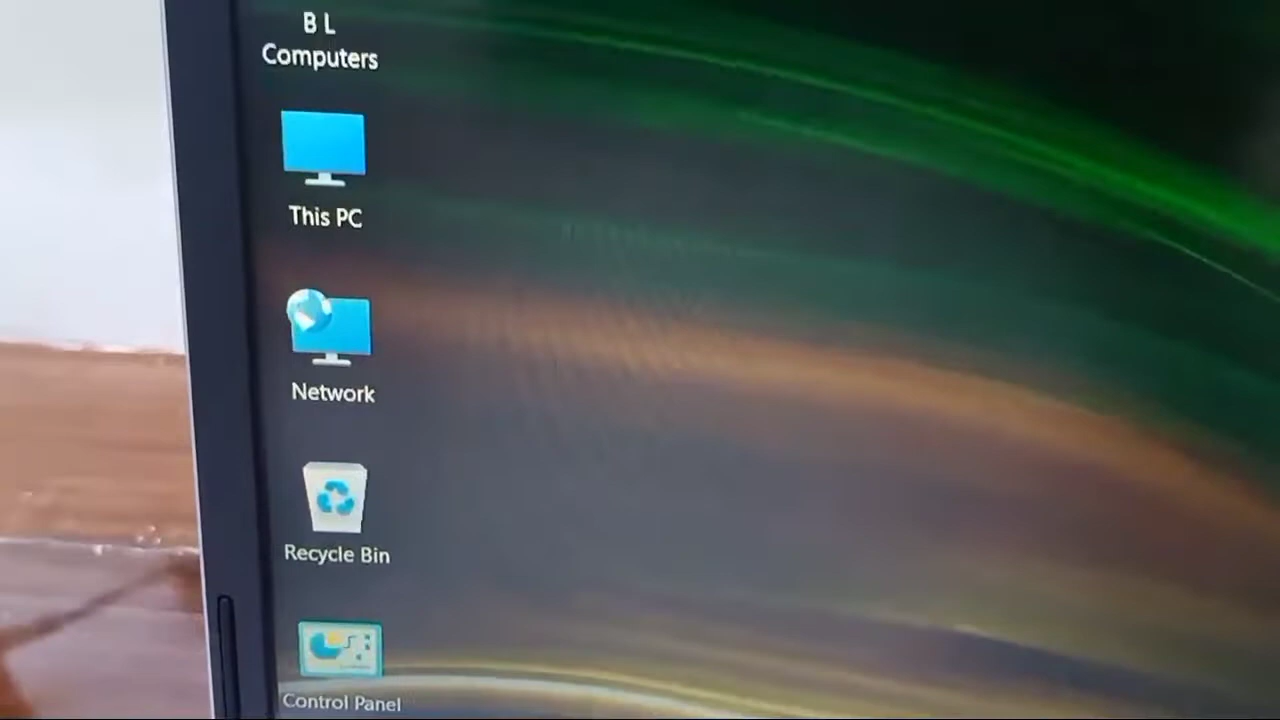 B L
Computers
This PC
Network
Recycle Bin
Control Panel